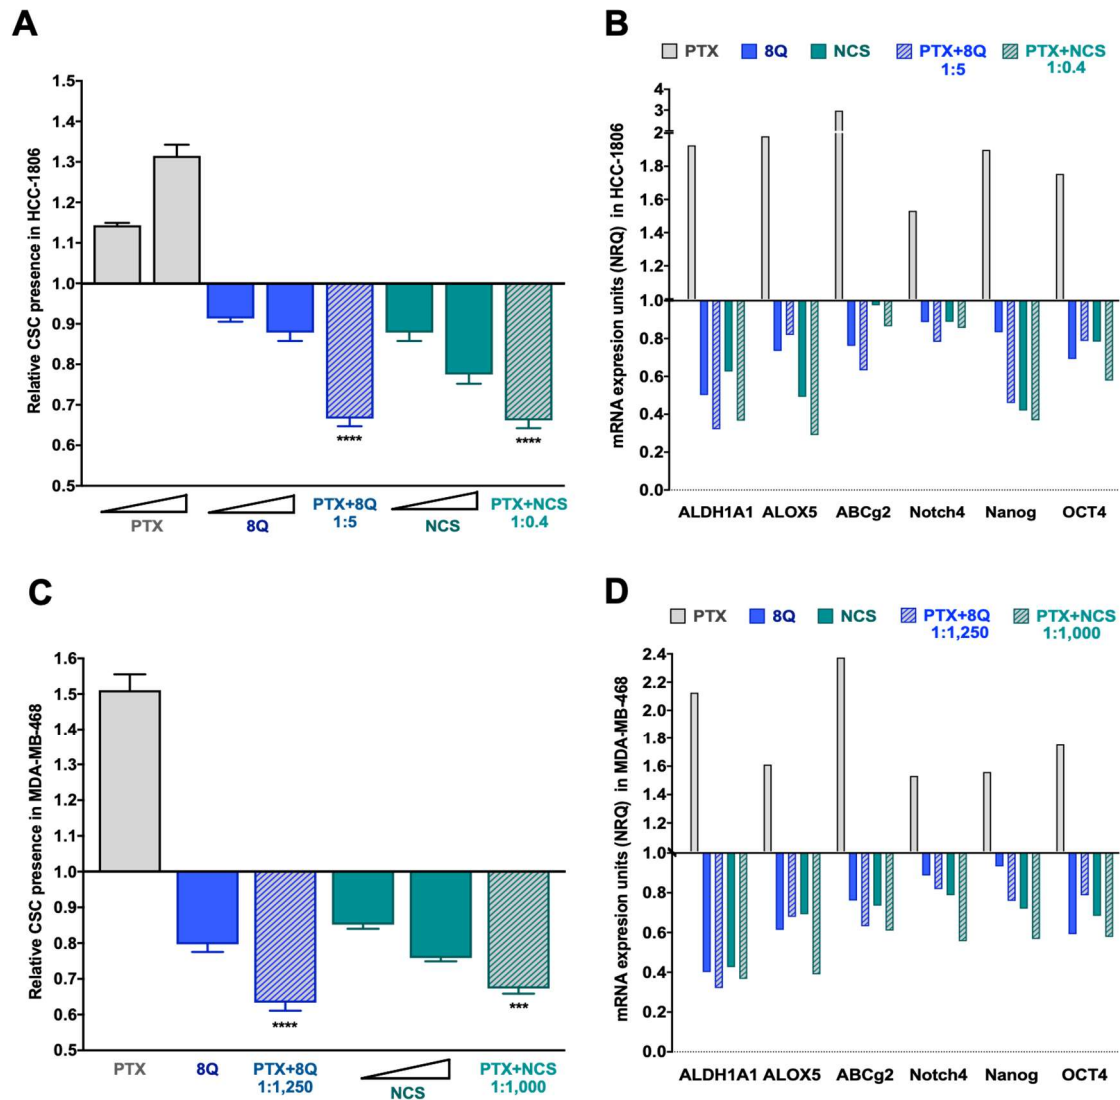 A
Relative CSC presence in HCC-1806
1.5
1.4
1.3
1.2
1.1
1.0
0.9
0.8
0.7
0.6
0.5
****
****
PTX
8Q
PTX+8Q
1:5
NCS
PTX+NCS
1:0.4
B
PTX
8Q
NCS
PTX+8Q
1:5
PTX+NCS
1:0.4
mRNA expresion units (NRQ) in HCC-1806
4
3
2
1.8
1.6
1.4
1.2
1.0
0.8
0.6
0.4
0.2
0.0
ALDH1A1 ALOX5 ABCg2 Notch4 Nanog OCT4
C
Relative CSC presence in MDA-MB-468
1.6
1.5
1.4
1.3
1.2
1.1
1.0
0.9
0.8
0.7
0.6
0.5
****
***
PTX
8Q
PTX+8Q
1:1,250
NCS
PTX+NCS
1:1,000
D
PTX
8Q
NCS
PTX+8Q
1:1,250
PTX+NCS
1:1,000
mRNA expresion units (NRQ) in MDA-MB-468
2.4
2.2
2.0
1.8
1.6
1.4
1.2
1.0
0.8
0.6
0.4
0.2
0.0
ALDH1A1 ALOX5 ABCg2 Notch4 Nanog OCT4